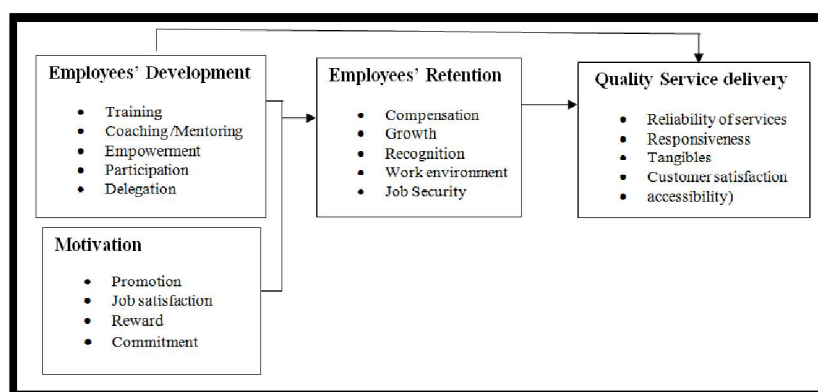 Employees' Development
• Training
• Coaching/Mentoring
• Empowerment
• Participation
• Delegation
Motivation
• Promotion
• Job satisfaction
• Reward
• Commitment
Employees' Retention
• Compensation
• Growth
• Recognition
• Work environment
• Job Security
Quality Service delivery
• Reliability of services
• Responsiveness
• Tangibles
• Customer satisfaction
• accessibility)